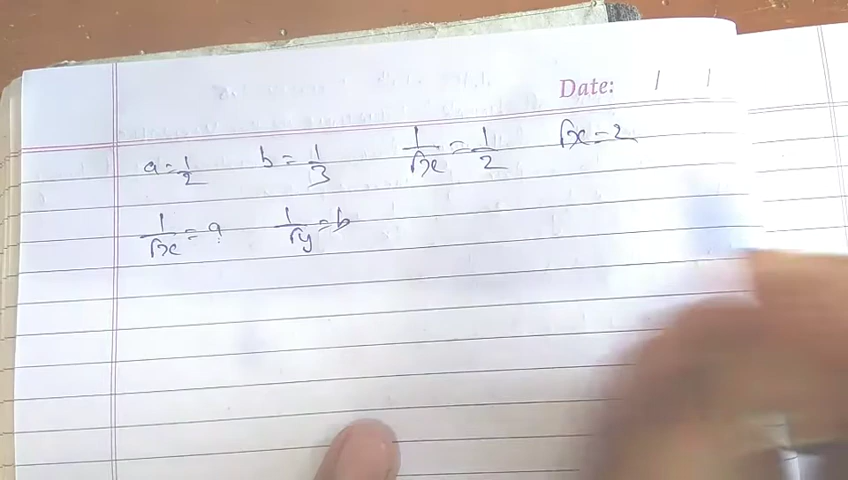 Date: / /
a = 1/2 b = 1/3 1/√x = 1/2 √x = 2
1/√x = a 1/√y = b